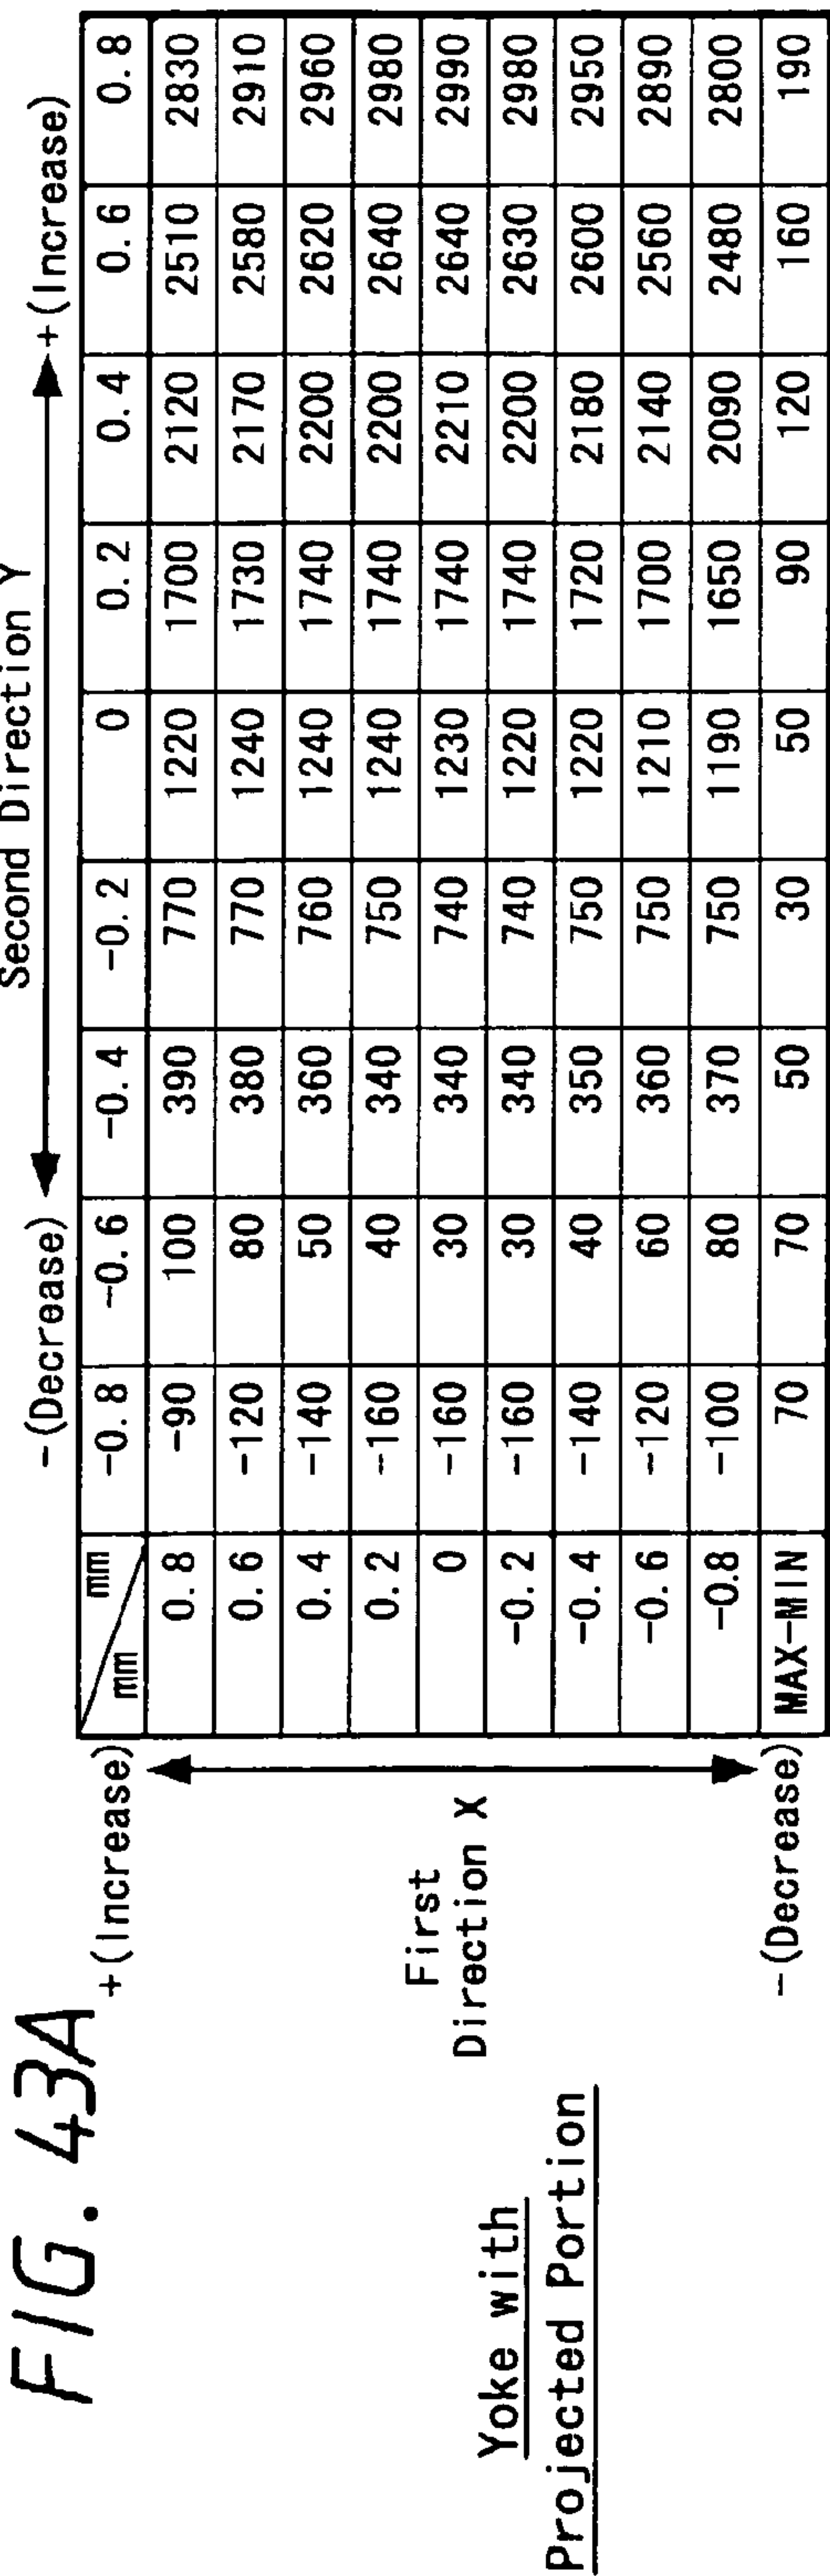 FIG. 43A
Second Direction Y
-(Decrease) +(Increase)
+(Increase)
First
Direction X
-(Decrease)
Yoke with
Projected Portion
mm mm -0.8 -0.6 -0.4 -0.2 0 0.2 0.4 0.6 0.8
0.8 -90 100 390 770 1220 1700 2120 2510 2830
0.6 -120 80 380 770 1240 1730 2170 2580 2910
0.4 -140 50 360 760 1240 1740 2200 2620 2960
0.2 -160 40 340 750 1240 1740 2200 2640 2980
0 -160 30 340 740 1230 1740 2210 2640 2990
-0.2 -160 30 340 740 1220 1740 2200 2630 2980
-0.4 -140 40 350 750 1220 1720 2180 2600 2950
-0.6 -120 60 360 750 1210 1700 2140 2560 2890
-0.8 -100 80 370 750 1190 1650 2090 2480 2800
MAX-MIN 70 70 50 30 50 90 120 160 190